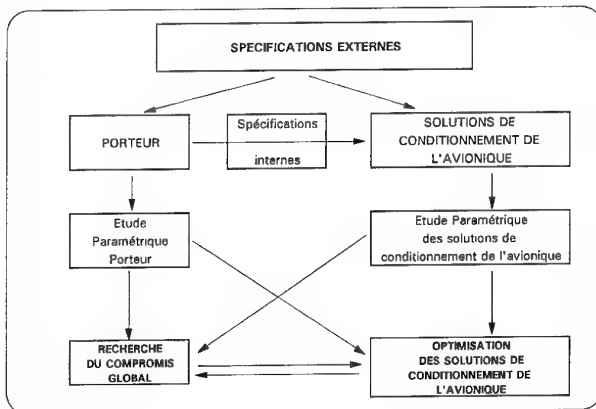 SPECIFICATIONS EXTERNES
PORTEUR
Spécifications
internes
SOLUTIONS DE
CONDITIONNEMENT DE
L'AVIONIQUE
Etude
Paramétrique
Porteur
Etude Paramétrique
des solutions de
conditionnement de l'avionique
RECHERCHE
DU COMPROMIS
GLOBAL
OPTIMISATION
DES SOLUTIONS DE
CONDITIONNEMENT DE
L'AVIONIQUE